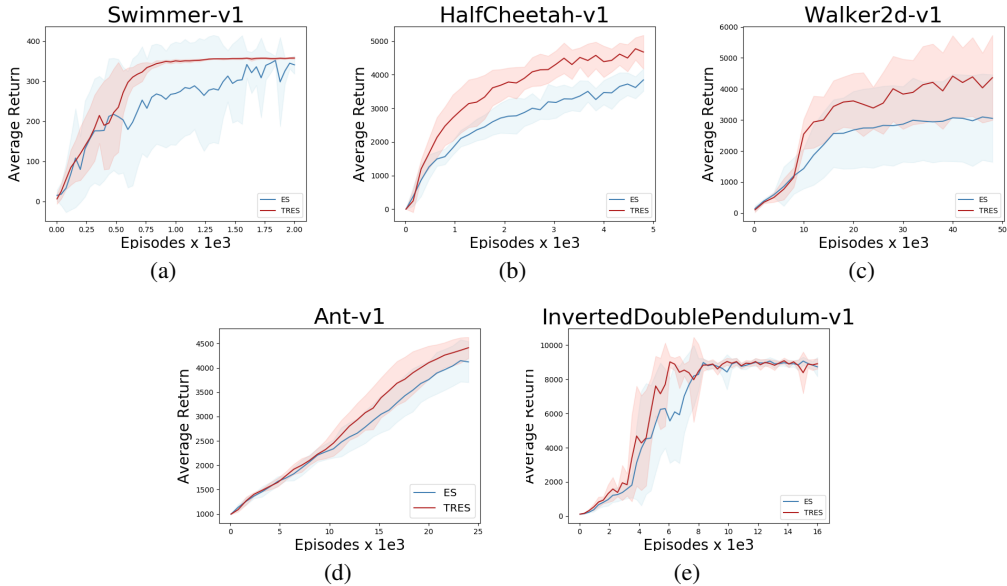 Swimmer-v1
400
300
200
100
0
Average Return
0.00 0.25 0.50 0.75 1.00 1.25 1.50 1.75 2.00
Episodes x 1e3
ES
TRES
(a)
HalfCheetah-v1
5000
4000
3000
2000
1000
0
Average Return
0 1 2 3 4 5
Episodes x 1e3
ES
TRES
(b)
Walker2d-v1
6000
5000
4000
3000
2000
1000
0
Average Return
0 10 20 30 40 50
Episodes x 1e3
ES
TRES
(c)
Ant-v1
4500
4000
3500
3000
2500
2000
1500
1000
Average Return
0 5 10 15 20 25
Episodes x 1e3
ES
TRES
(d)
InvertedDoublePendulum-v1
10000
8000
6000
4000
2000
0
Average Return
0 2 4 6 8 10 12 14 16
Episodes x 1e3
ES
TRES
(e)